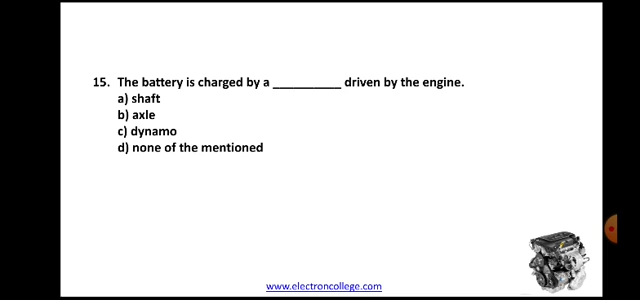 15. The battery is charged by a __________ driven by the engine.
a) shaft
b) axle
c) dynamo
d) none of the mentioned
www.electroncollege.com